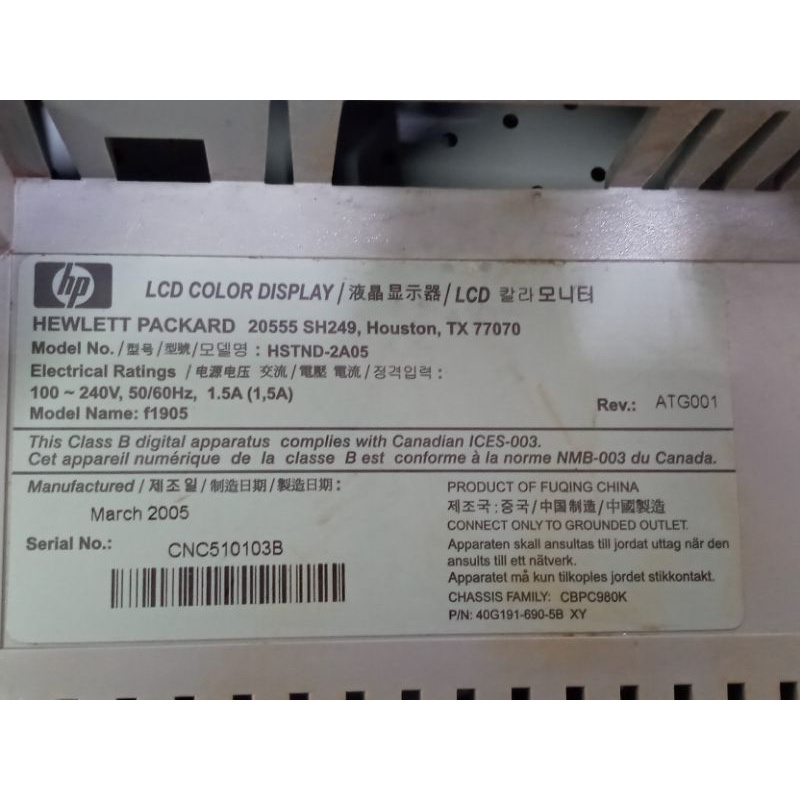 hp LCD COLOR DISPLAY / 液晶显示器 / LCD 칼라모니터
HEWLETT PACKARD 20555 SH249, Houston, TX 77070
Model No. / 型号 / 型號 / 모델명 : HSTND-2A05
Electrical Ratings / 电源电压 交流 / 電壓 電流 / 정격입력 :
100 ~ 240V, 50/60Hz, 1.5A (1,5A)
Model Name: f1905
Rev.: ATG001
This Class B digital apparatus complies with Canadian ICES-003.
Cet appareil numérique de la classe B est conforme à la norme NMB-003 du Canada.
Manufactured / 제조일 / 制造日期 / 製造日期 :
March 2005
Serial No.: CNC510103B
PRODUCT OF FUQING CHINA
제조국 : 중국 / 中国制造 / 中國製造
CONNECT ONLY TO GROUNDED OUTLET.
Apparaten skall ansultas till jordat uttag när den
ansults till ett nätverk.
Apparatet må kun tilkoples jordet stikkontakt.
CHASSIS FAMILY: CBPC980K
P/N: 40G191-690-5B XY